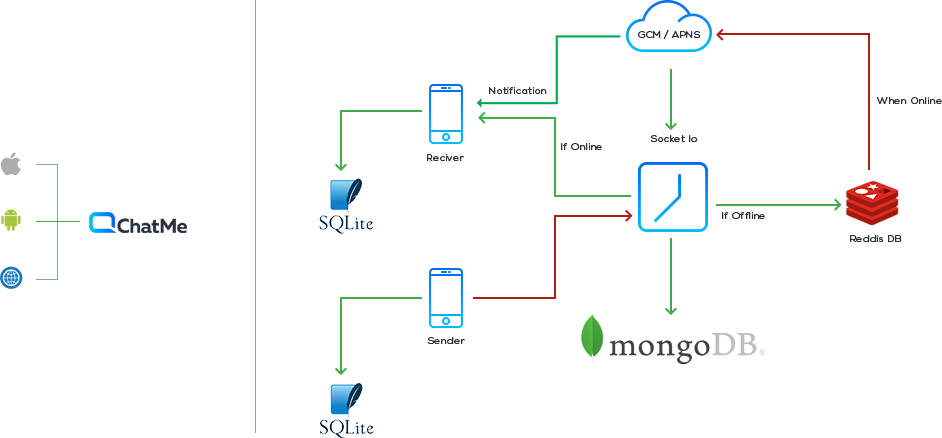 GCM / APNS
Notification
When Online
Socket Io
If Online
Reciver
SQLite
If Offline
Reddis DB
ChatMe
Sender
mongoDB®
SQLite